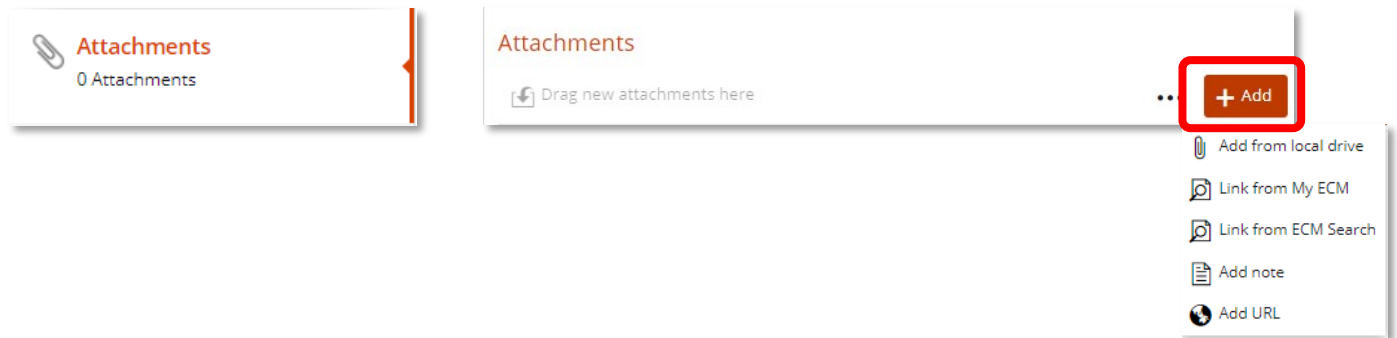 Attachments
0 Attachments
Attachments
Drag new attachments here
••• + Add
Add from local drive
Link from My ECM
Link from ECM Search
Add note
Add URL